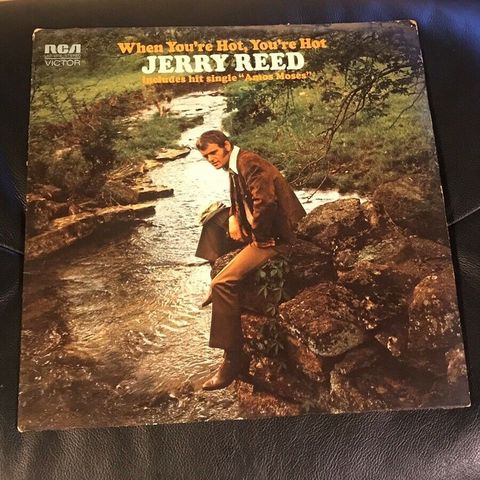 RCA
VICTOR
When You're Hot, You're Hot
JERRY REED
Includes hit single "Amos Moses"